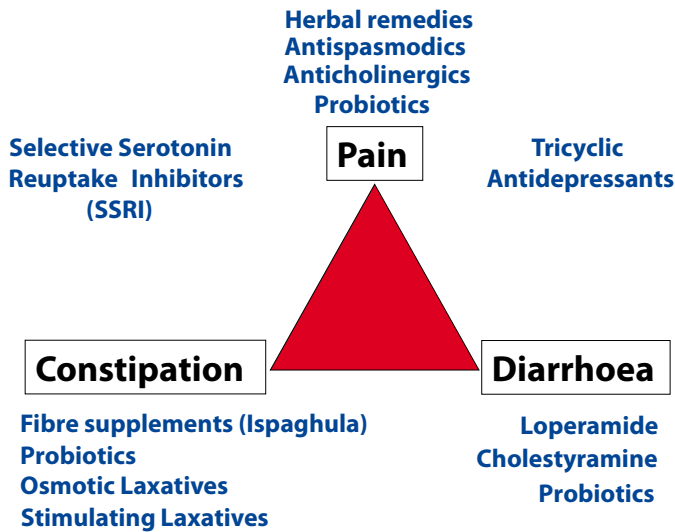 Herbal remedies
Antispasmodics
Anticholinergics
Probiotics
Pain
Selective Serotonin
Reuptake Inhibitors
(SSRI)
Tricyclic
Antidepressants
Constipation
Diarrhoea
Fibre supplements (Ispaghula)
Probiotics
Osmotic Laxatives
Stimulating Laxatives
Loperamide
Cholestyramine
Probiotics